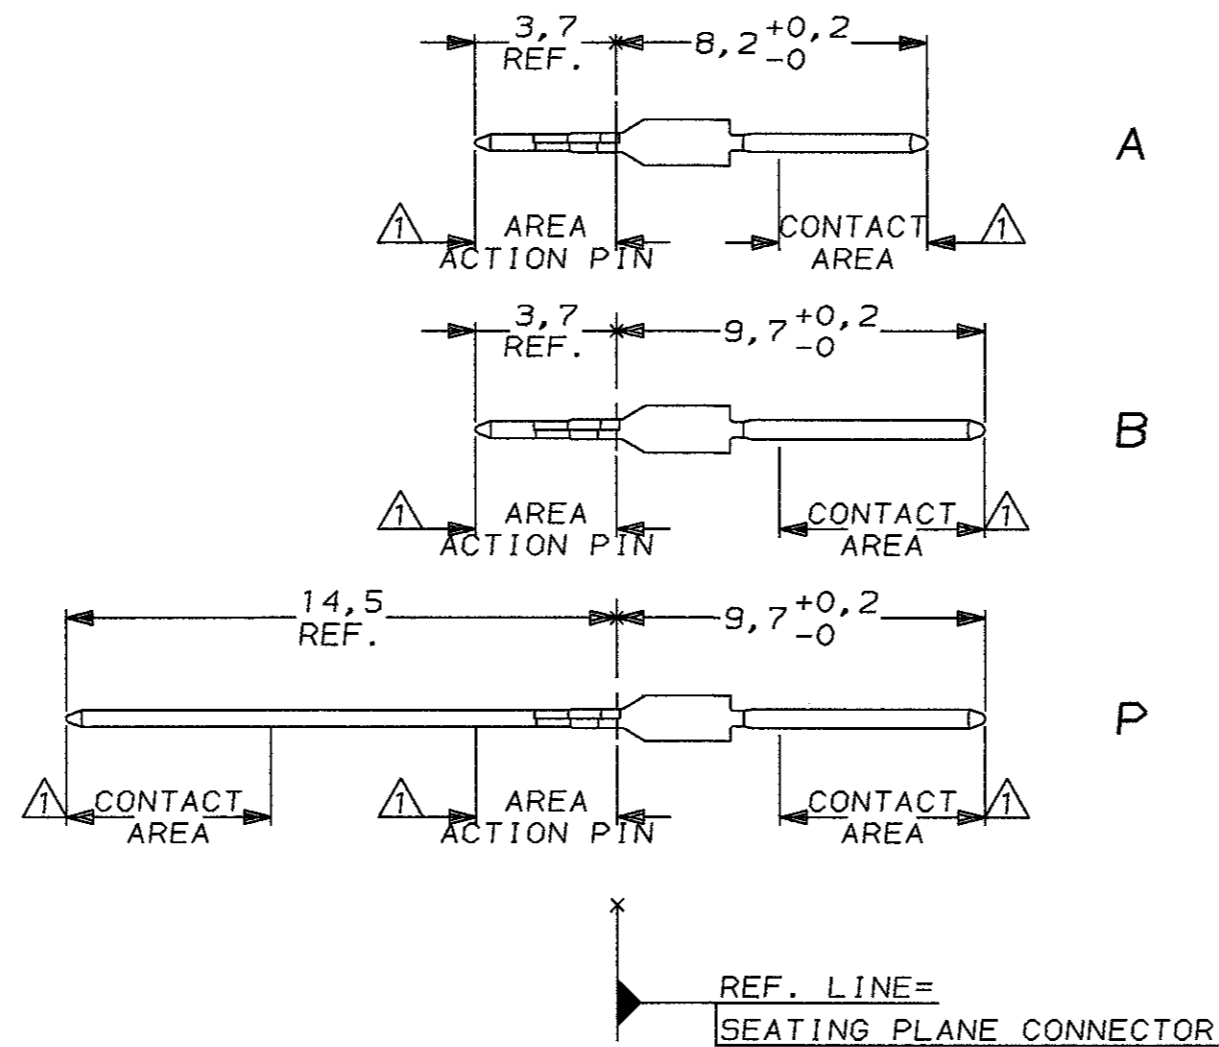 3,7 8,2 +0,2
REF. -0
A
1 AREA CONTACT 1
ACTION PIN AREA
3,7 9,7 +0,2
REF. -0
B
1 AREA CONTACT 1
ACTION PIN AREA
14,5 9,7 +0,2
REF. -0
P
1 CONTACT 1 AREA CONTACT 1
AREA ACTION PIN AREA
REF. LINE=
SEATING PLANE CONNECTOR